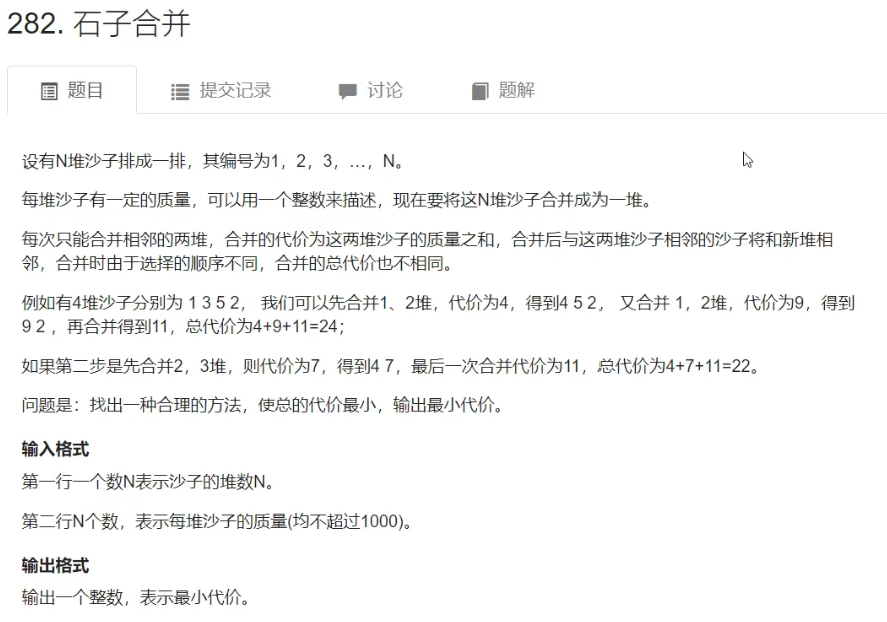 282. 石子合并
题目
提交记录
讨论
题解
设有N堆沙子排成一排，其编号为1，2，3，…，N。
每堆沙子有一定的质量，可以用一个整数来描述，现在要将这N堆沙子合并成为一堆。
每次只能合并相邻的两堆，合并的代价为这两堆沙子的质量之和，合并后与这两堆沙子相邻的沙子将和新堆相
邻，合并时由于选择的顺序不同，合并的总代价也不相同。
例如有4堆沙子分别为 1 3 5 2， 我们可以先合并1、2堆，代价为4，得到4 5 2， 又合并 1，2堆，代价为9，得到
9 2 ，再合并得到11，总代价为4+9+11=24；
如果第二步是先合并2，3堆，则代价为7，得到4 7，最后一次合并代价为11，总代价为4+7+11=22。
问题是：找出一种合理的方法，使总的代价最小，输出最小代价。
输入格式
第一行一个数N表示沙子的堆数N。
第二行N个数，表示每堆沙子的质量(均不超过1000)。
输出格式
输出一个整数，表示最小代价。